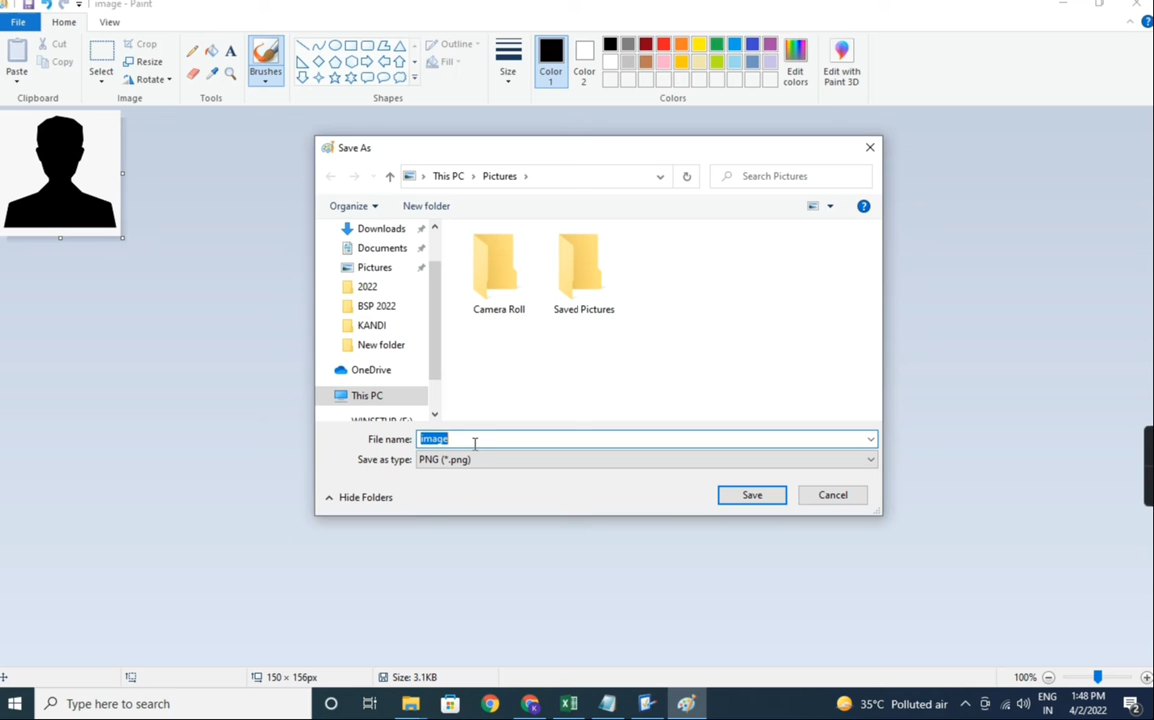 image - Paint
File Home View
Paste
Cut
Copy
Clipboard
Select
Crop
Resize
Rotate
Image
A
Tools
Brushes
Outline
Fill
Shapes
Size
Color 1
Color 2
Edit colors
Colors
Edit with Paint 3D
Save As
This PC Pictures
Search Pictures
Organize New folder
Downloads
Documents
Pictures
2022
BSP 2022
KANDI
New folder
OneDrive
This PC
Camera Roll
Saved Pictures
File name: image
Save as type: PNG (*.png)
Hide Folders
Save Cancel
150 × 156px
Size: 3.1KB
100%
Type here to search
35°C Polluted air
ENG
IN
1:48 PM
4/2/2022
2